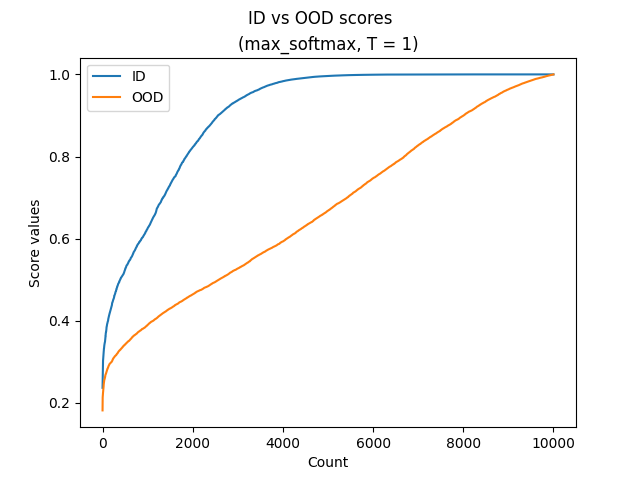 ID vs OOD scores
(max_softmax, T = 1)
ID
OOD
Score values
1.0
0.8
0.6
0.4
0.2
0 2000 4000 6000 8000 10000
Count